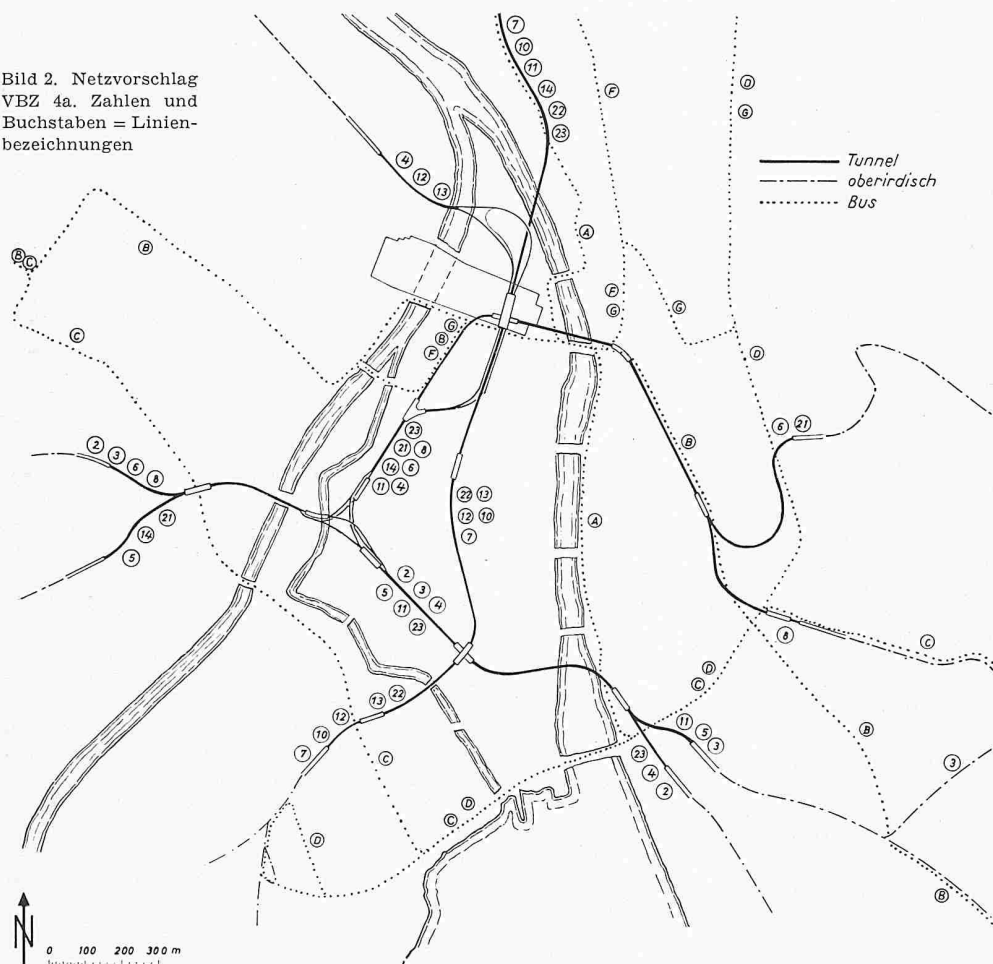 Bild 2. Netzvorschlag
VBZ 4a. Zahlen und
Buchstaben = Linien-
bezeichnungen
7
10
11
14
22
23
F
D
G
Tunnel
oberirdisch
Bus
4
12
13
A
B
C
B
F
G
G
C
G
B
F
D
6 21
23
21 8
14 6
11 4
B
2
3
6
8
21
14
5
22 13
12 10
7
A
2
3
4
5
11
23
8
C
D
C
13 22
12
10
7
11
5
3
B
C
23
4
2
3
D
C
D
B
N
0 100 200 300 m